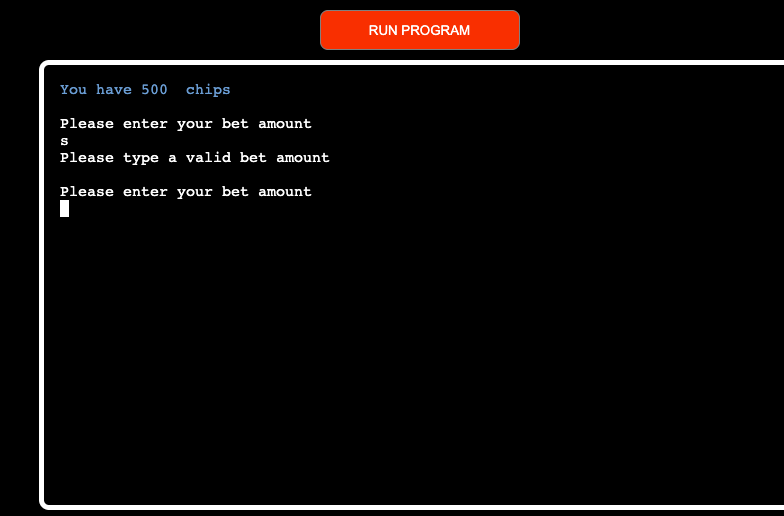 RUN PROGRAM
You have 500  chips
Please enter your bet amount
s
Please type a valid bet amount
Please enter your bet amount